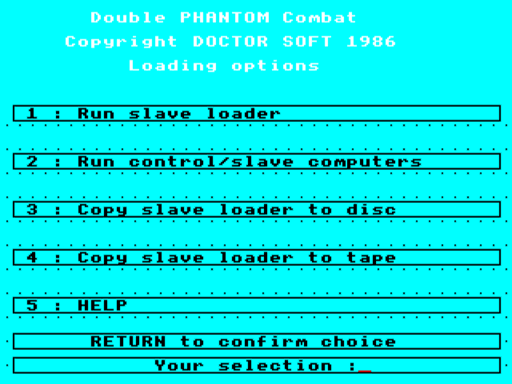 Double PHANTOM Combat
Copyright DOCTOR SOFT 1986
Loading options
1 : Run slave loader
2 : Run control/slave computers
3 : Copy slave loader to disc
4 : Copy slave loader to tape
5 : HELP
RETURN to confirm choice
Your selection :_